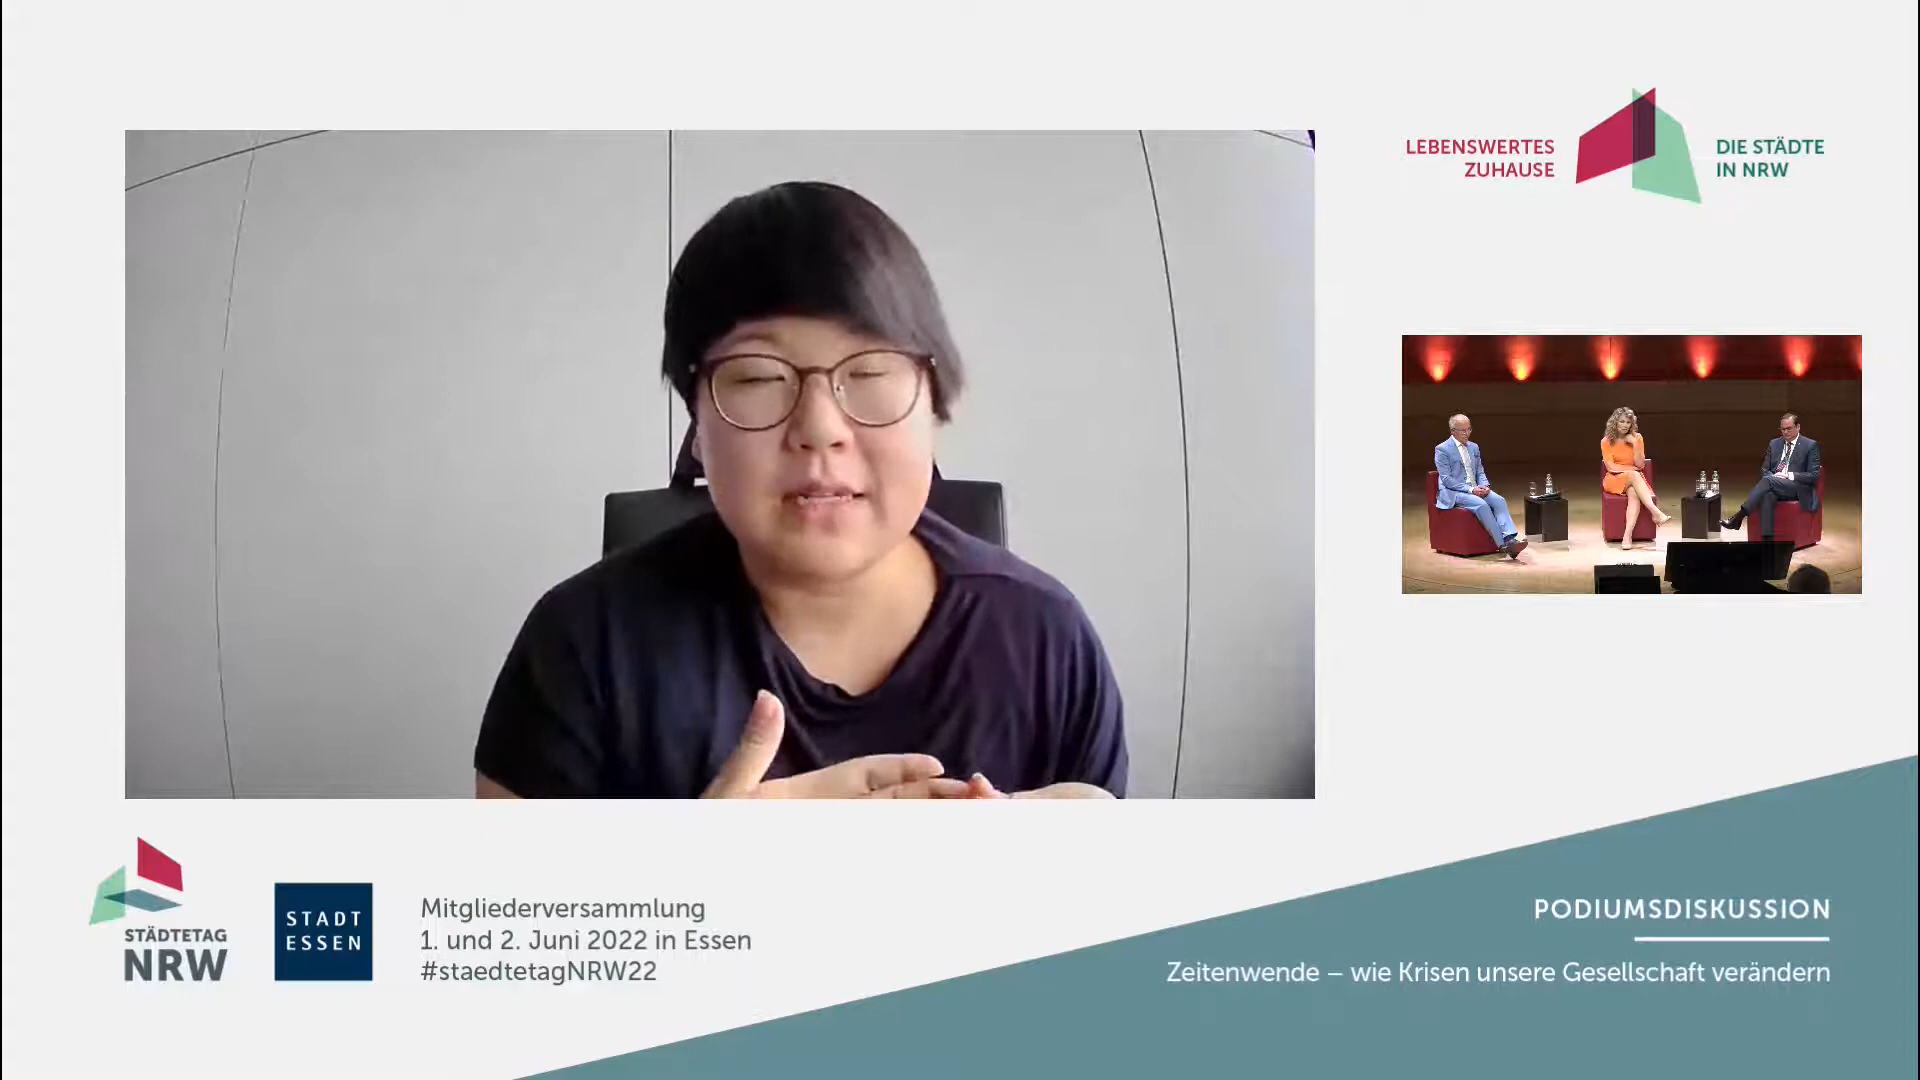 LEBENSWERTES
ZUHAUSE
DIE STÄDTE
IN NRW
STÄDTETAG
NRW
STADT
ESSEN
Mitgliederversammlung
1. und 2. Juni 2022 in Essen
#staedtetagNRW22
PODIUMSDISKUSSION
Zeitenwende – wie Krisen unsere Gesellschaft verändern